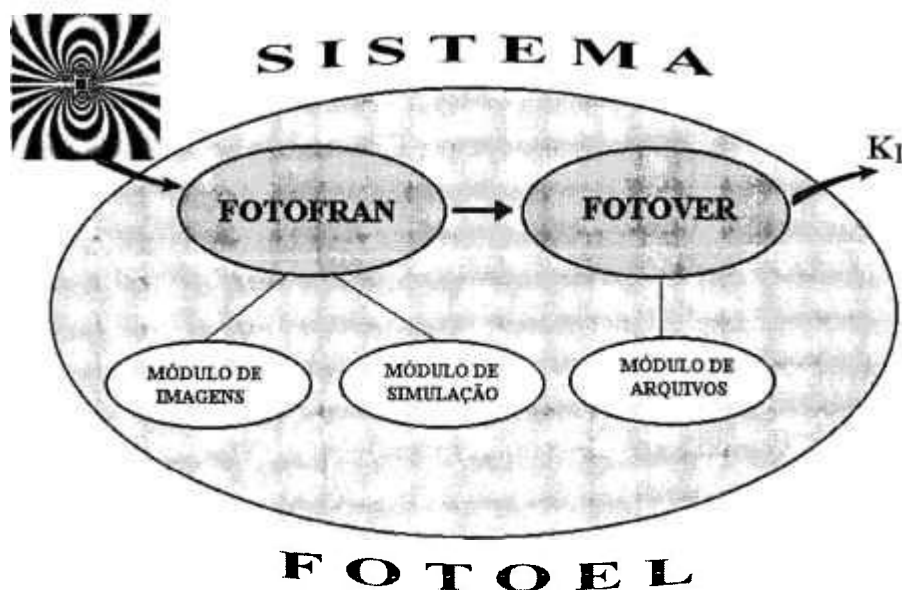 SISTEMA
K_I
FOTOFRAN
FOTOVER
MÓDULO DE
IMAGENS
MÓDULO DE
SIMULAÇÃO
MÓDULO DE
ARQUIVOS
FOTOEL